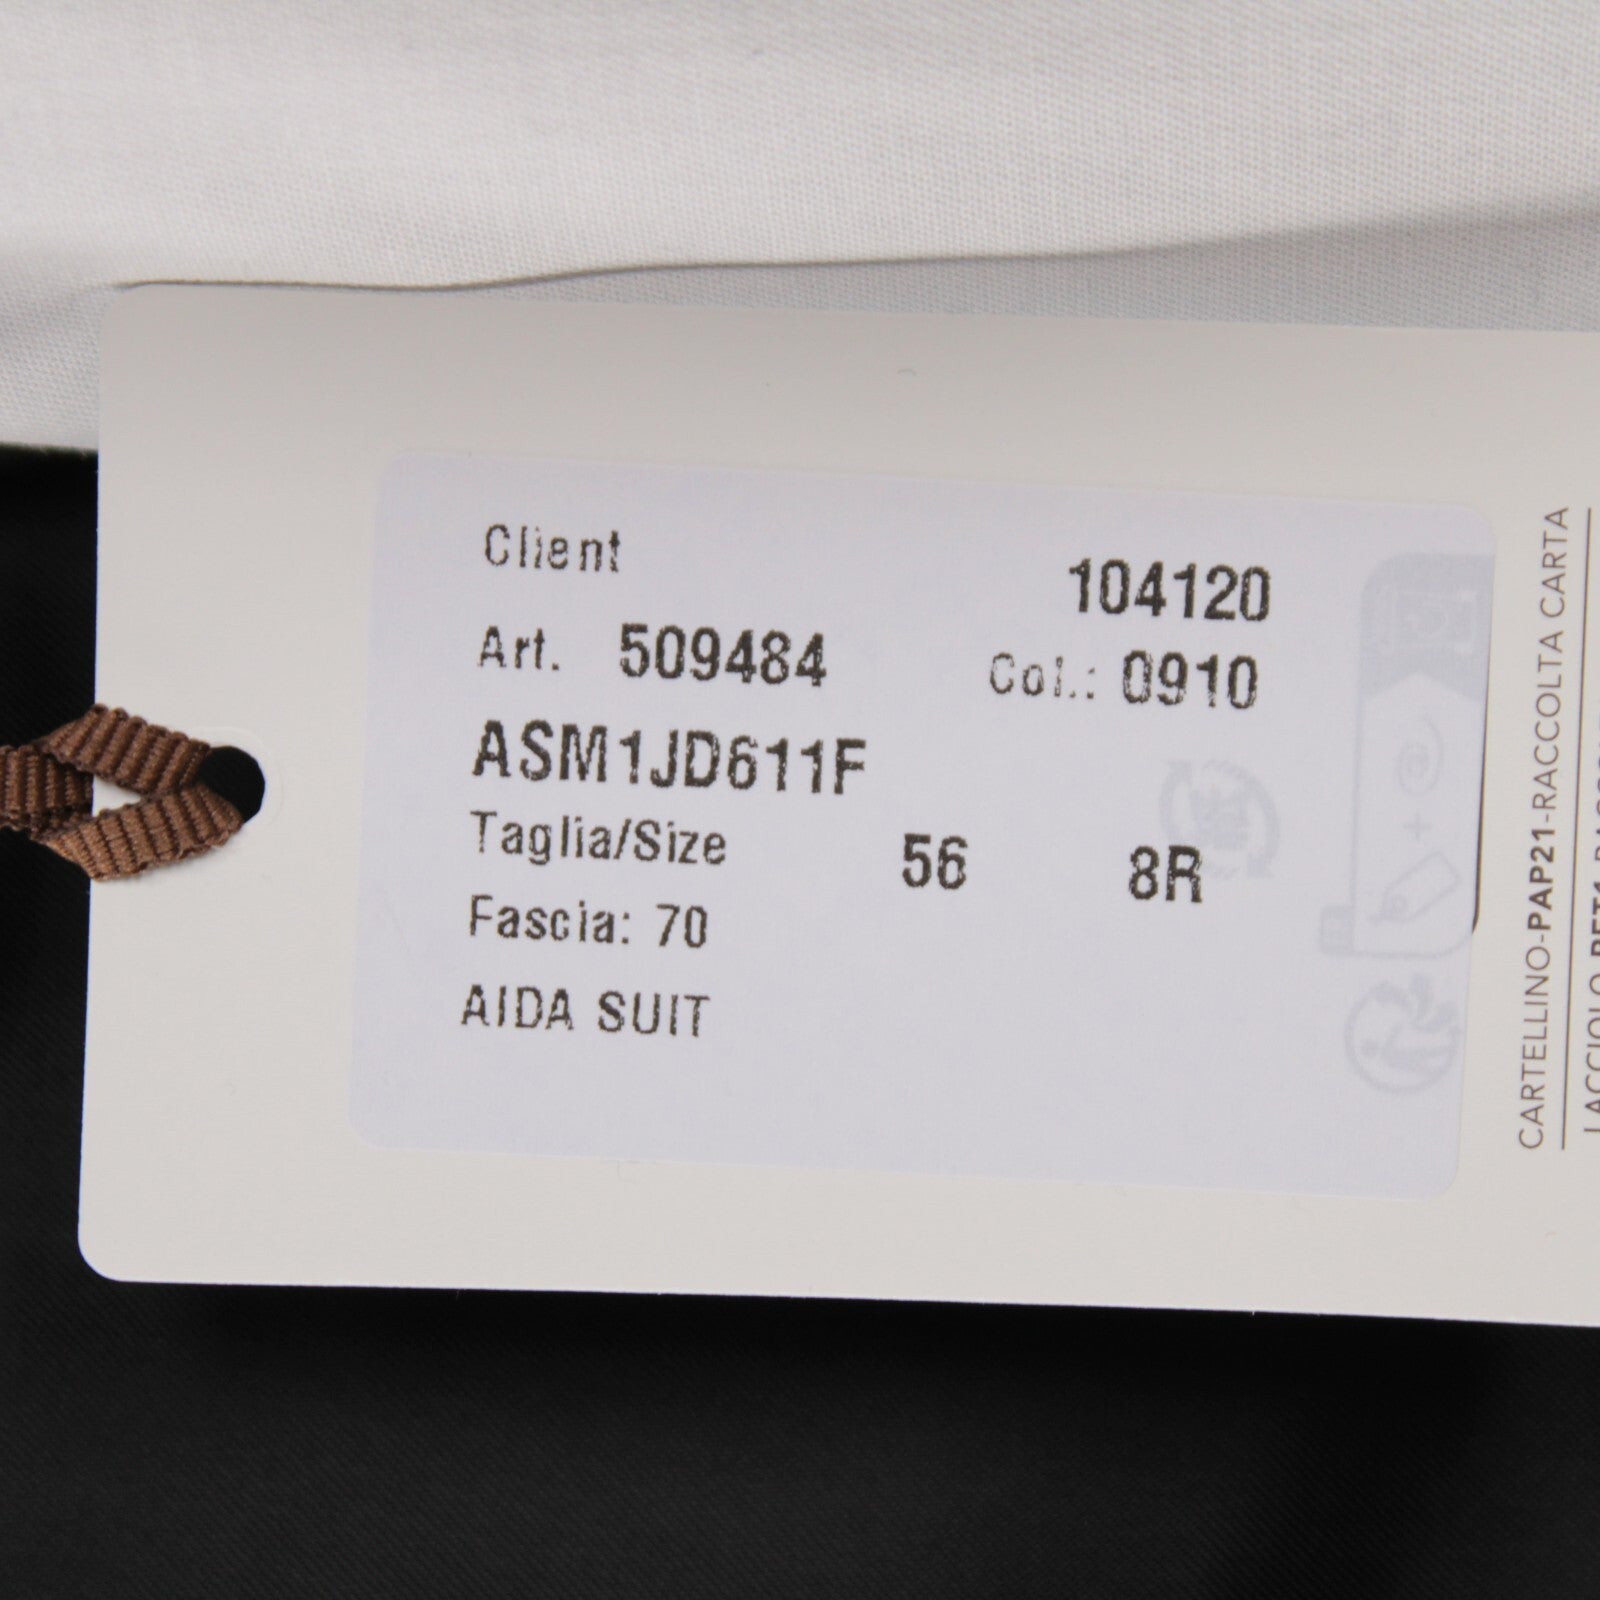 Client
104120
Art. 509484
Col.: 0910
ASM1JD611F
Taglia/Size 56 8R
Fascia: 70
AIDA SUIT
CARTELLINO-PAP21-RACCOLTA CARTA
LACCIOLO